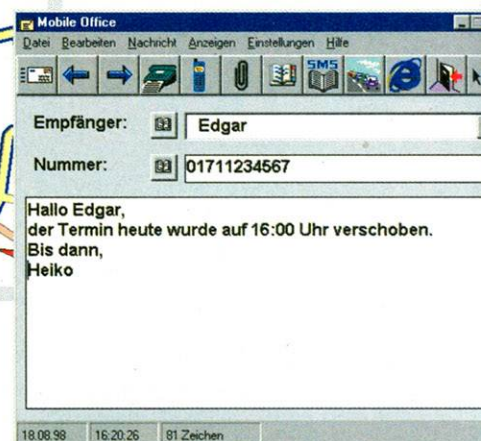 Mobile Office
Datei Bearbeiten Nachricht Anzeigen Einstellungen Hilfe
SMS
Empfänger: Edgar
Nummer: 01711234567
Hallo Edgar,
der Termin heute wurde auf 16:00 Uhr verschoben.
Bis dann,
Heiko
18.08.98 16:20:26 81 Zeichen